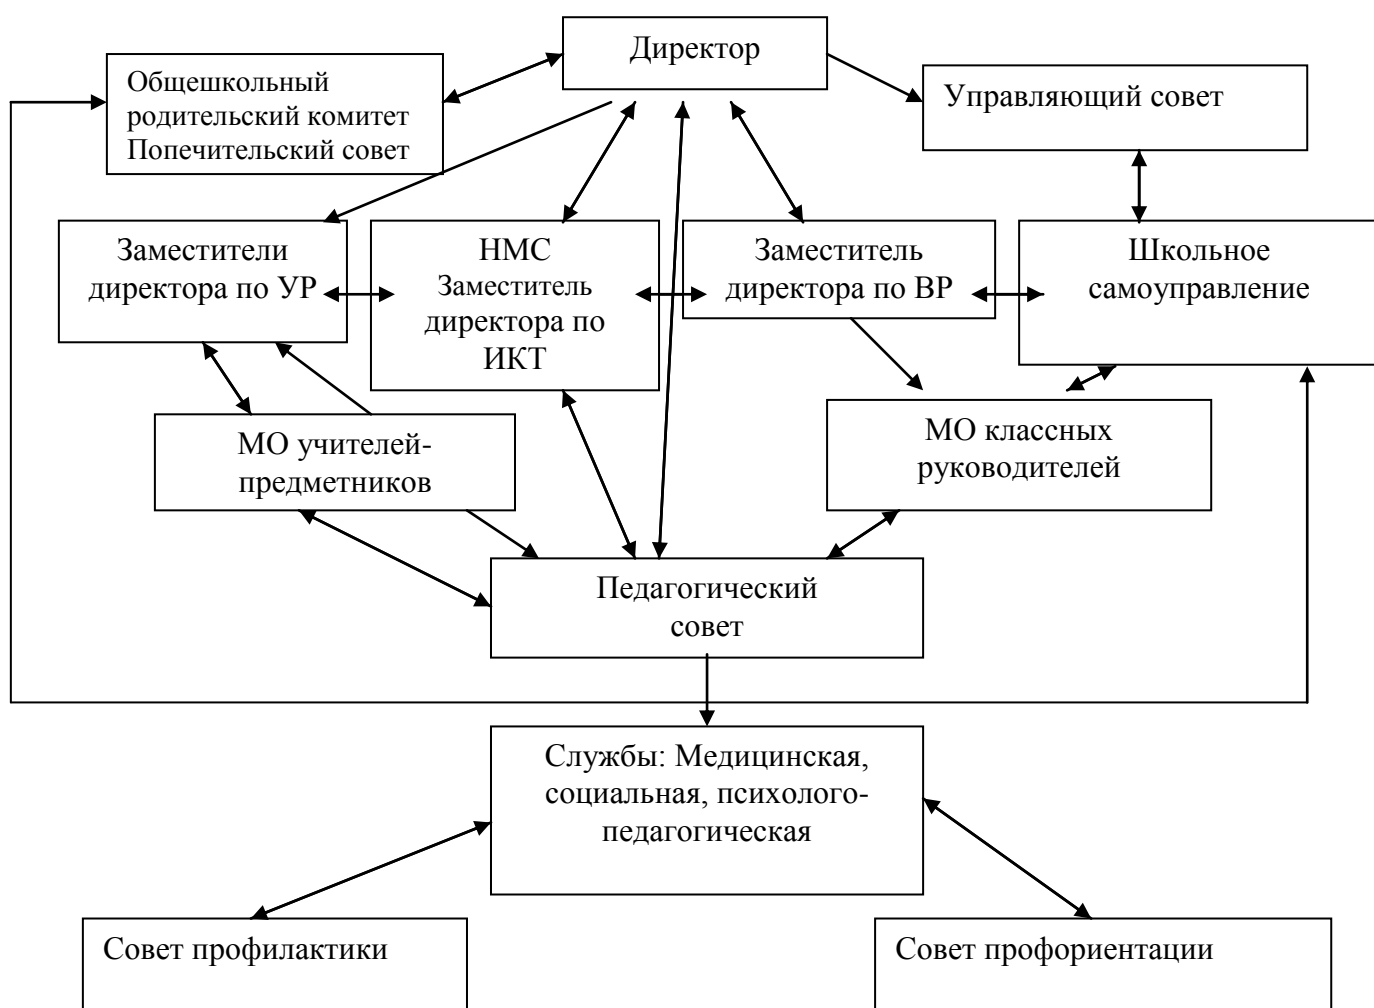 Директор
Общешкольный
родительский комитет
Попечительский совет
Управляющий совет
Заместители
директора по УР
НМС
Заместитель
директора по
ИКТ
Заместитель
директора по ВР
Школьное
самоуправление
МО учителей-
предметников
МО классных
руководителей
Педагогический
совет
Службы: Медицинская,
социальная, психолого-
педагогическая
Совет профилактики
Совет профориентации